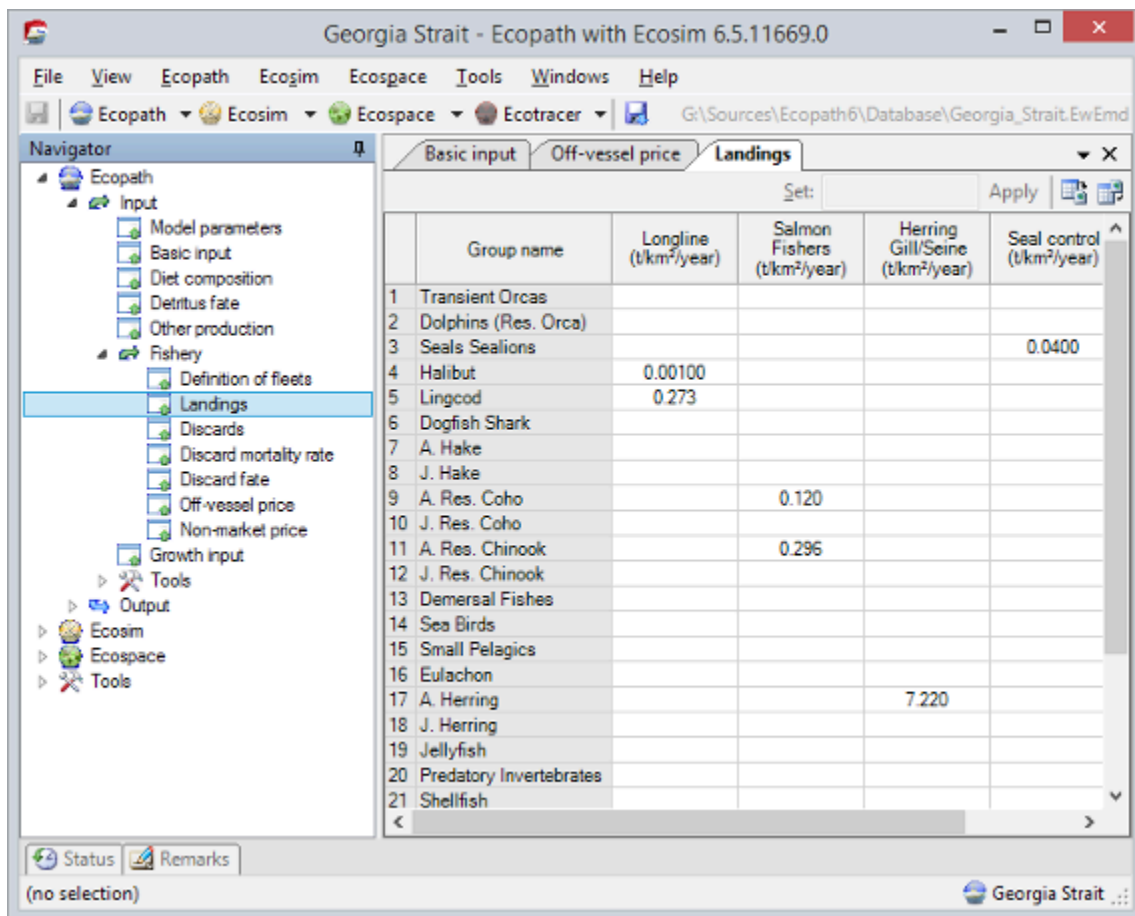 Georgia Strait - Ecopath with Ecosim 6.5.11669.0
File View Ecopath Ecosim Ecospace Tools Windows Help
Ecopath Ecosim Ecospace Ecotracer G:\Sources\Ecopath6\Database\Georgia_Strait.EwEmd
Navigator
Ecopath
Input
Model parameters
Basic input
Diet composition
Detritus fate
Other production
Fishery
Definition of fleets
Landings
Discards
Discard mortality rate
Discard fate
Off-vessel price
Non-market price
Growth input
Tools
Output
Ecosim
Ecospace
Tools
Basic input Off-vessel price Landings
Set: Apply
Group name Longline (t/km²/year) Salmon Fishers (t/km²/year) Herring Gill/Seine (t/km²/year) Seal control (t/km²/year)
1 Transient Orcas
2 Dolphins (Res. Orca)
3 Seals Sealions 0.0400
4 Halibut 0.00100
5 Lingcod 0.273
6 Dogfish Shark
7 A. Hake
8 J. Hake
9 A. Res. Coho 0.120
10 J. Res. Coho
11 A. Res. Chinook 0.296
12 J. Res. Chinook
13 Demersal Fishes
14 Sea Birds
15 Small Pelagics
16 Eulachon
17 A. Herring 7.220
18 J. Herring
19 Jellyfish
20 Predatory Invertebrates
21 Shellfish
Status Remarks
(no selection) Georgia Strait